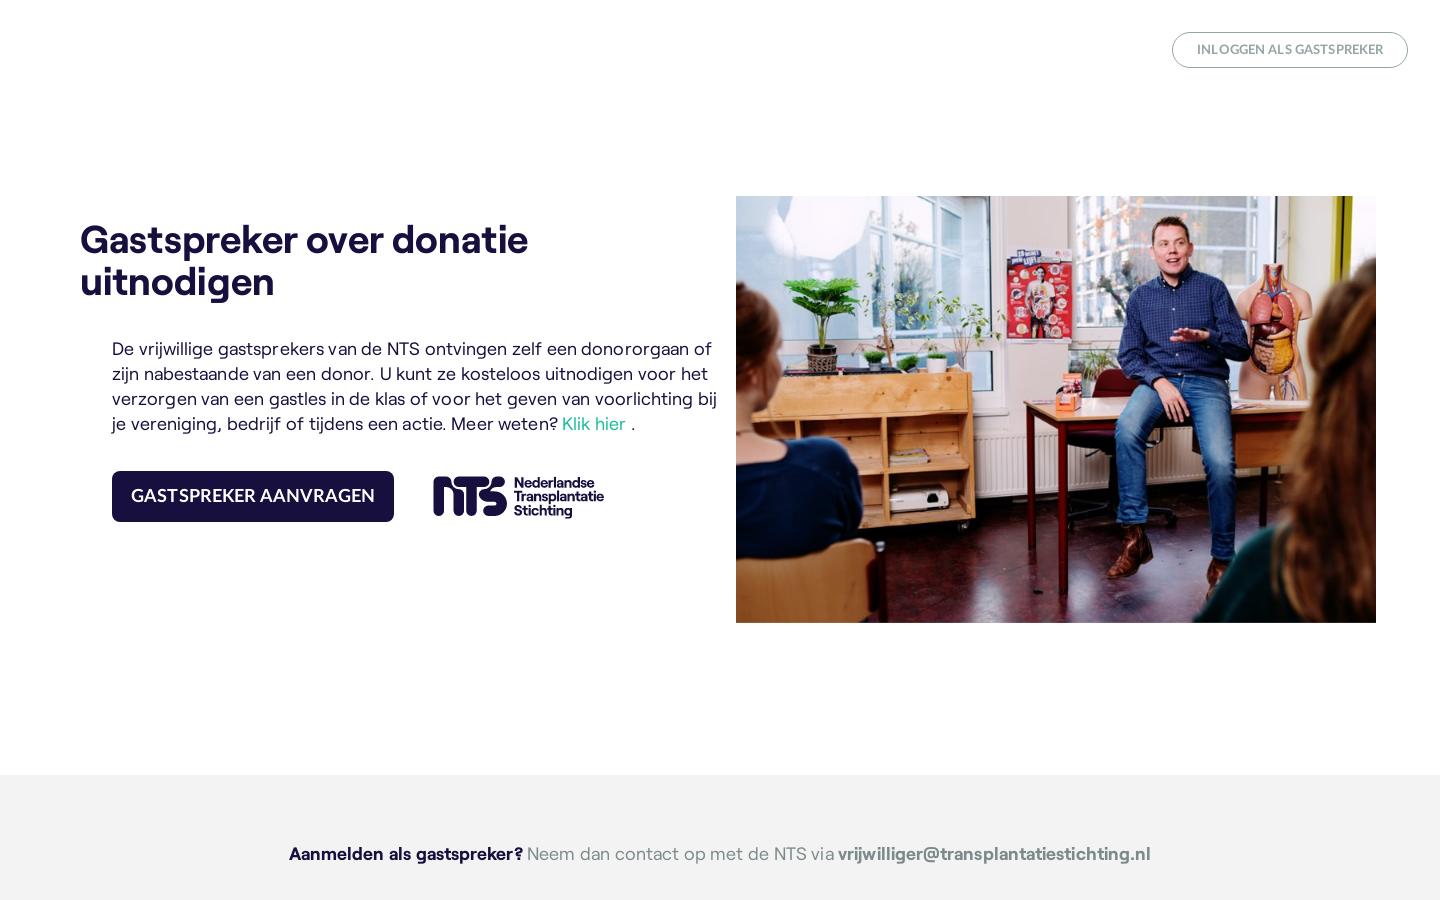 INLOGGEN ALS GASTSPREKER
Gastspreker over donatie
uitnodigen
De vrijwillige gastsprekers van de NTS ontvingen zelf een donororgaan of
zijn nabestaande van een donor. U kunt ze kosteloos uitnodigen voor het
verzorgen van een gastles in de klas of voor het geven van voorlichting bij
je vereniging, bedrijf of tijdens een actie. Meer weten? Klik hier .
GASTSPREKER AANVRAGEN
NTS
Nederlandse
Transplantatie
Stichting
Aanmelden als gastspreker? Neem dan contact op met de NTS via vrijwilliger@transplantatiestichting.nl